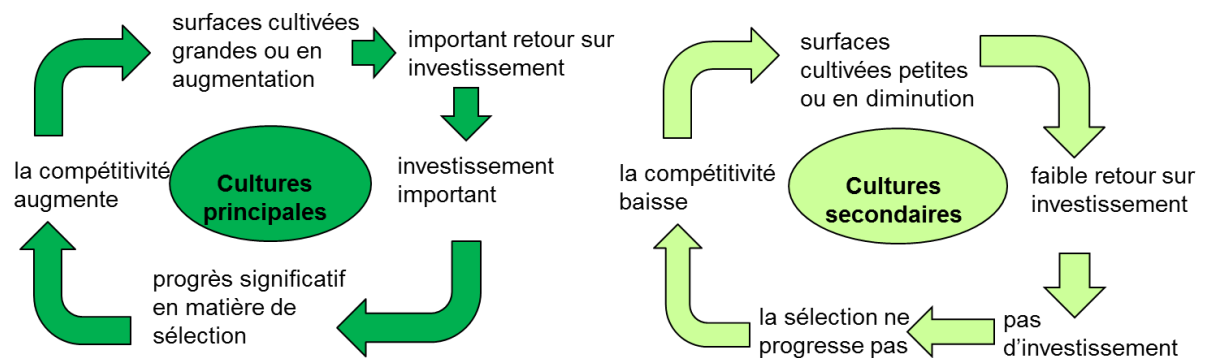 surfaces cultivées
grandes ou en
augmentation
important retour sur
investissement
investissement
important
progrès significatif
en matière de
sélection
la compétitivité
augmente
Cultures
principales
surfaces
cultivées petites
ou en diminution
faible retour sur
investissement
pas
d’investissement
la sélection ne
progresse pas
la compétitivité
baisse
Cultures
secondaires